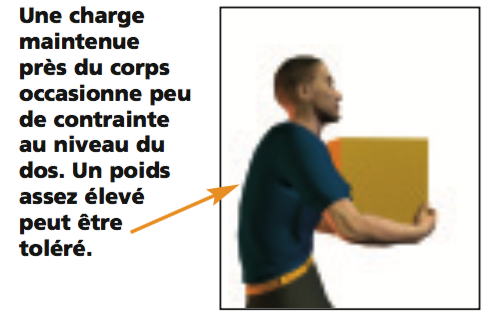 Une charge
maintenue
près du corps
occasionne peu
de contrainte
au niveau du
dos. Un poids
assez élevé
peut être
toléré.